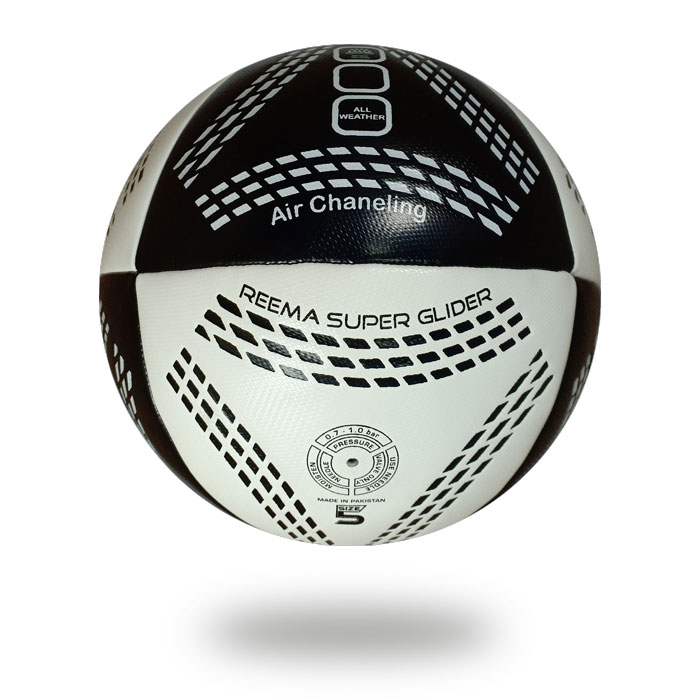 ALL
WEATHER
Air Chaneling
REEMA SUPER GLIDER
0.7 - 1.0 bar
PRESSURE
MOISTEN
NEEDLE
VALVE ONLY
USE NEEDLE
MADE IN PAKISTAN
SIZE
5